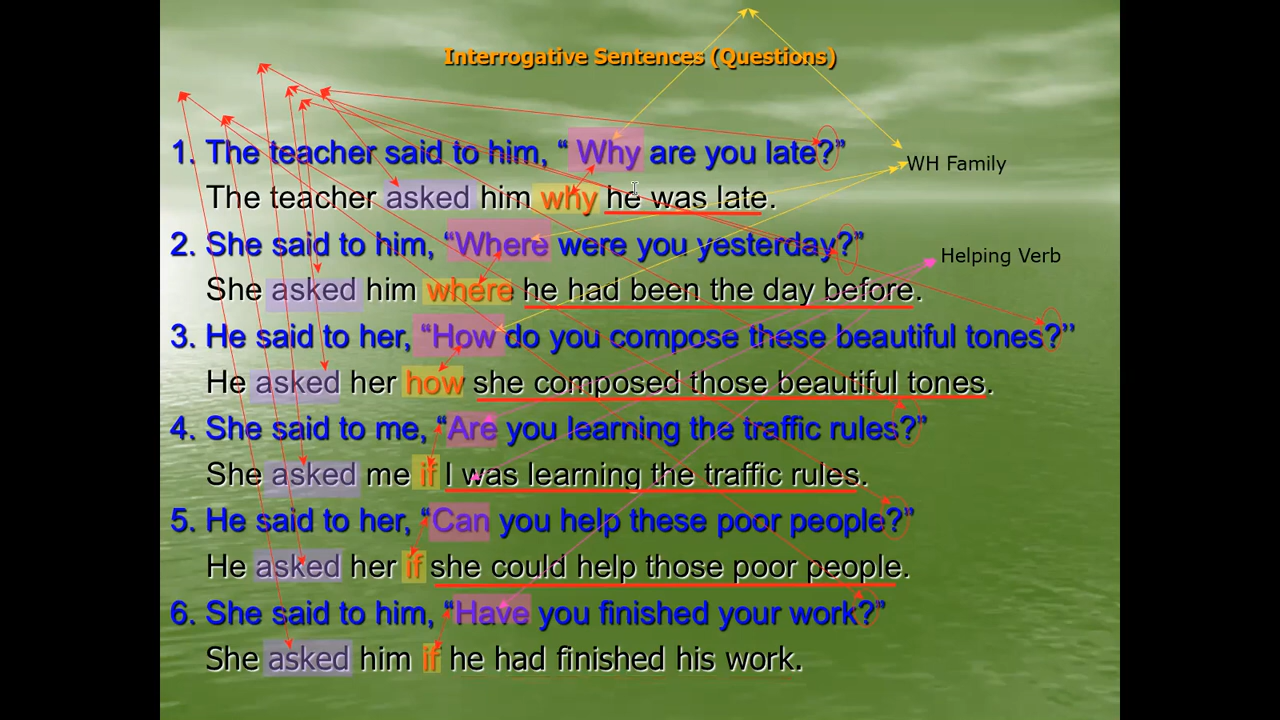 Interrogative Sentences (Questions)
1. The teacher said to him, “ Why are you late?”
WH Family
The teacher asked him why he was late.
2. She said to him, “Where were you yesterday?”
Helping Verb
She asked him where he had been the day before.
3. He said to her, “How do you compose these beautiful tones?’’
He asked her how she composed those beautiful tones.
4. She said to me, “Are you learning the traffic rules?”
She asked me if I was learning the traffic rules.
5. He said to her, “Can you help these poor people?”
He asked her if she could help those poor people.
6. She said to him, “Have you finished your work?”
She asked him if he had finished his work.